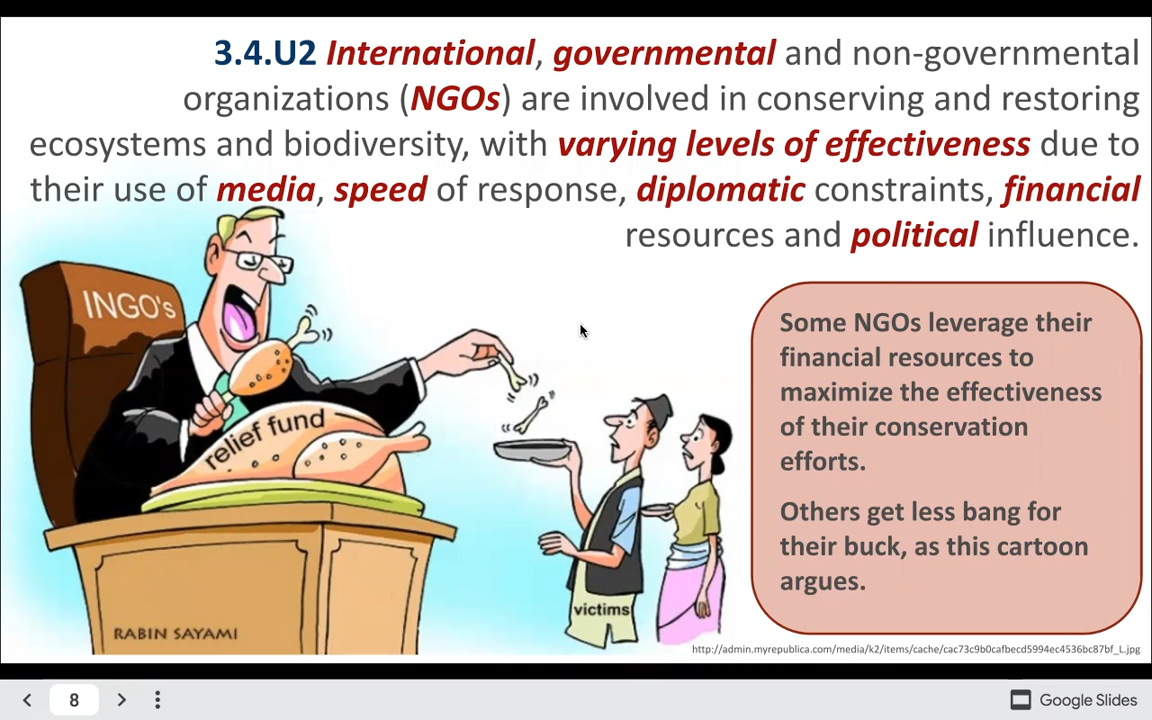 3.4.U2 International, governmental and non-governmental
organizations (NGOs) are involved in conserving and restoring
ecosystems and biodiversity, with varying levels of effectiveness due to
their use of media, speed of response, diplomatic constraints, financial
resources and political influence.
INGO's
relief fund
victims
RABIN SAYAMI
Some NGOs leverage their
financial resources to
maximize the effectiveness
of their conservation
efforts.
Others get less bang for
their buck, as this cartoon
argues.
http://admin.myrepublica.com/media/k2/items/cache/cac73c9b0cafbecd5994ec4536bc87bf_L.jpg
8
Google Slides